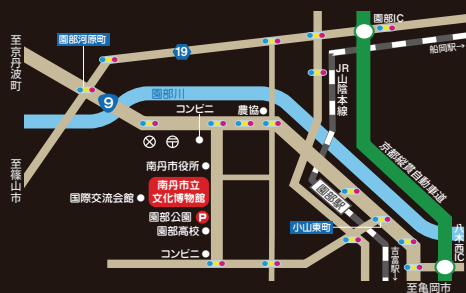 園部IC
園部河原町
19
船岡駅→
至京丹波町
JR山陰本線
9
園部川
コンビニ
農協
京都縦貫自動車道
南丹市役所
南丹市立
文化博物館
国際交流会館
至篠山市
園部駅
園部公園 P
園部高校
小山東町
八木西IC
コンビニ
吉富駅→
至亀岡市